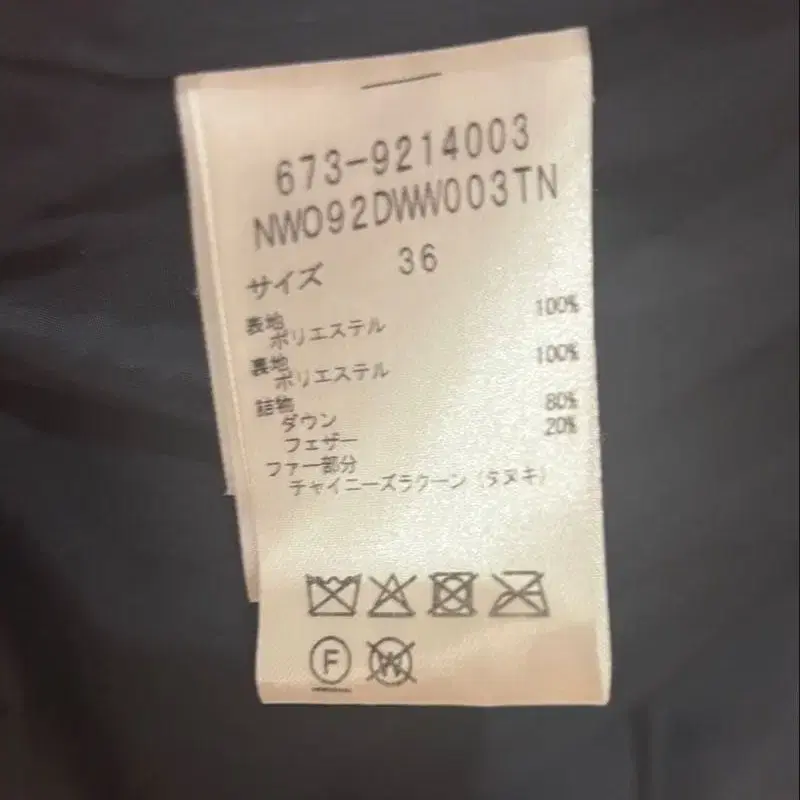 673-9214003
NW092DWW003TN
サイズ 36
表地
ポリエステル 100%
裏地
ポリエステル 100%
詰物
ダウン 80%
フェザー 20%
ファー部分
チャイニーズラクーン (タヌキ)
F
W